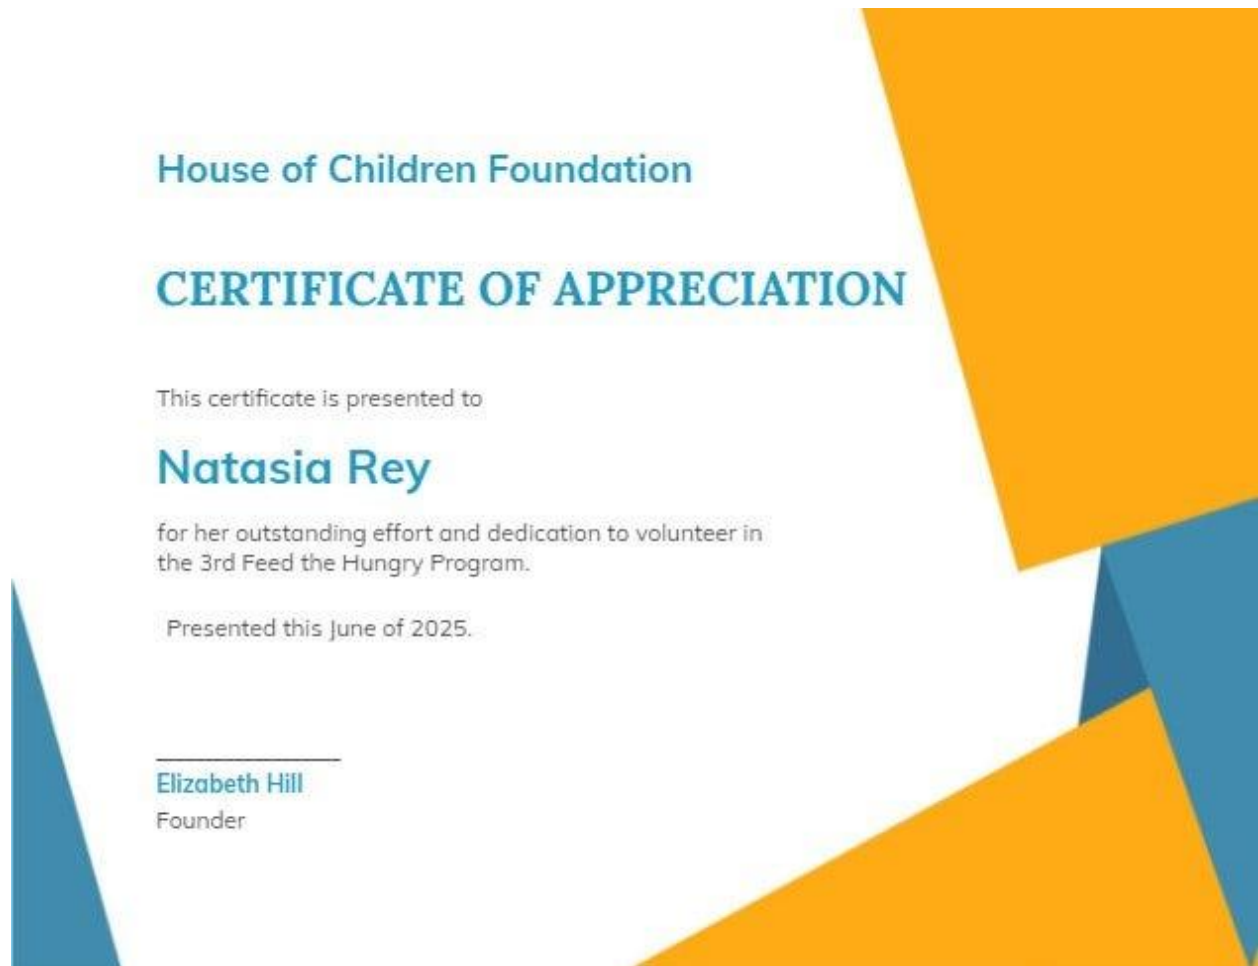 House of Children Foundation
CERTIFICATE OF APPRECIATION
This certificate is presented to
Natasia Rey
for her outstanding effort and dedication to volunteer in
the 3rd Feed the Hungry Program.
Presented this June of 2025.
Elizabeth Hill
Founder